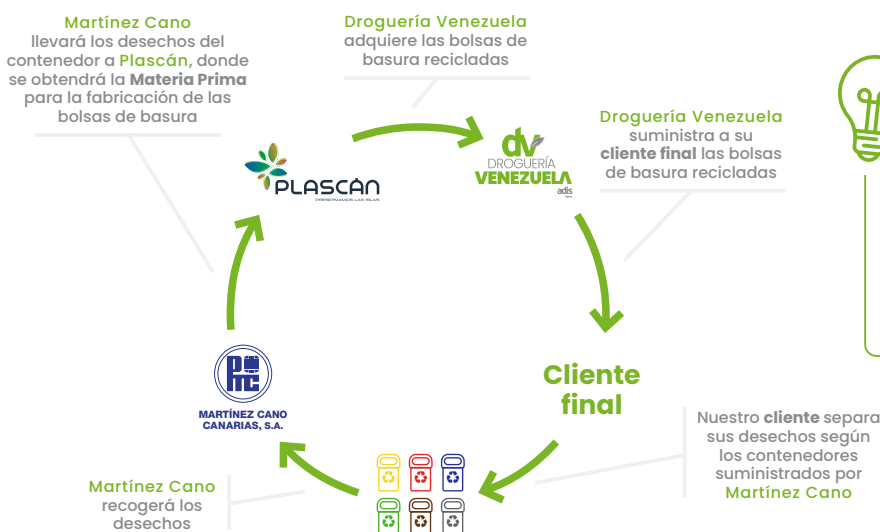 Martínez Cano
llevará los desechos del
contenedor a Plascán, donde
se obtendrá la Materia Prima
para la fabricación de las
bolsas de basura
Droguería Venezuela
adquiere las bolsas de
basura recicladas
Droguería Venezuela
suministra a su
cliente final las bolsas
de basura recicladas
PLASCÁN
PRESERVAMOS LAS ISLAS
dv
DROGUERÍA
VENEZUELA
adis
Cliente
final
MARTÍNEZ CANO
CANARIAS, S.A.
Nuestro cliente separa
sus desechos según
los contenedores
suministrados por
Martínez Cano
Martínez Cano
recogerá los
desechos